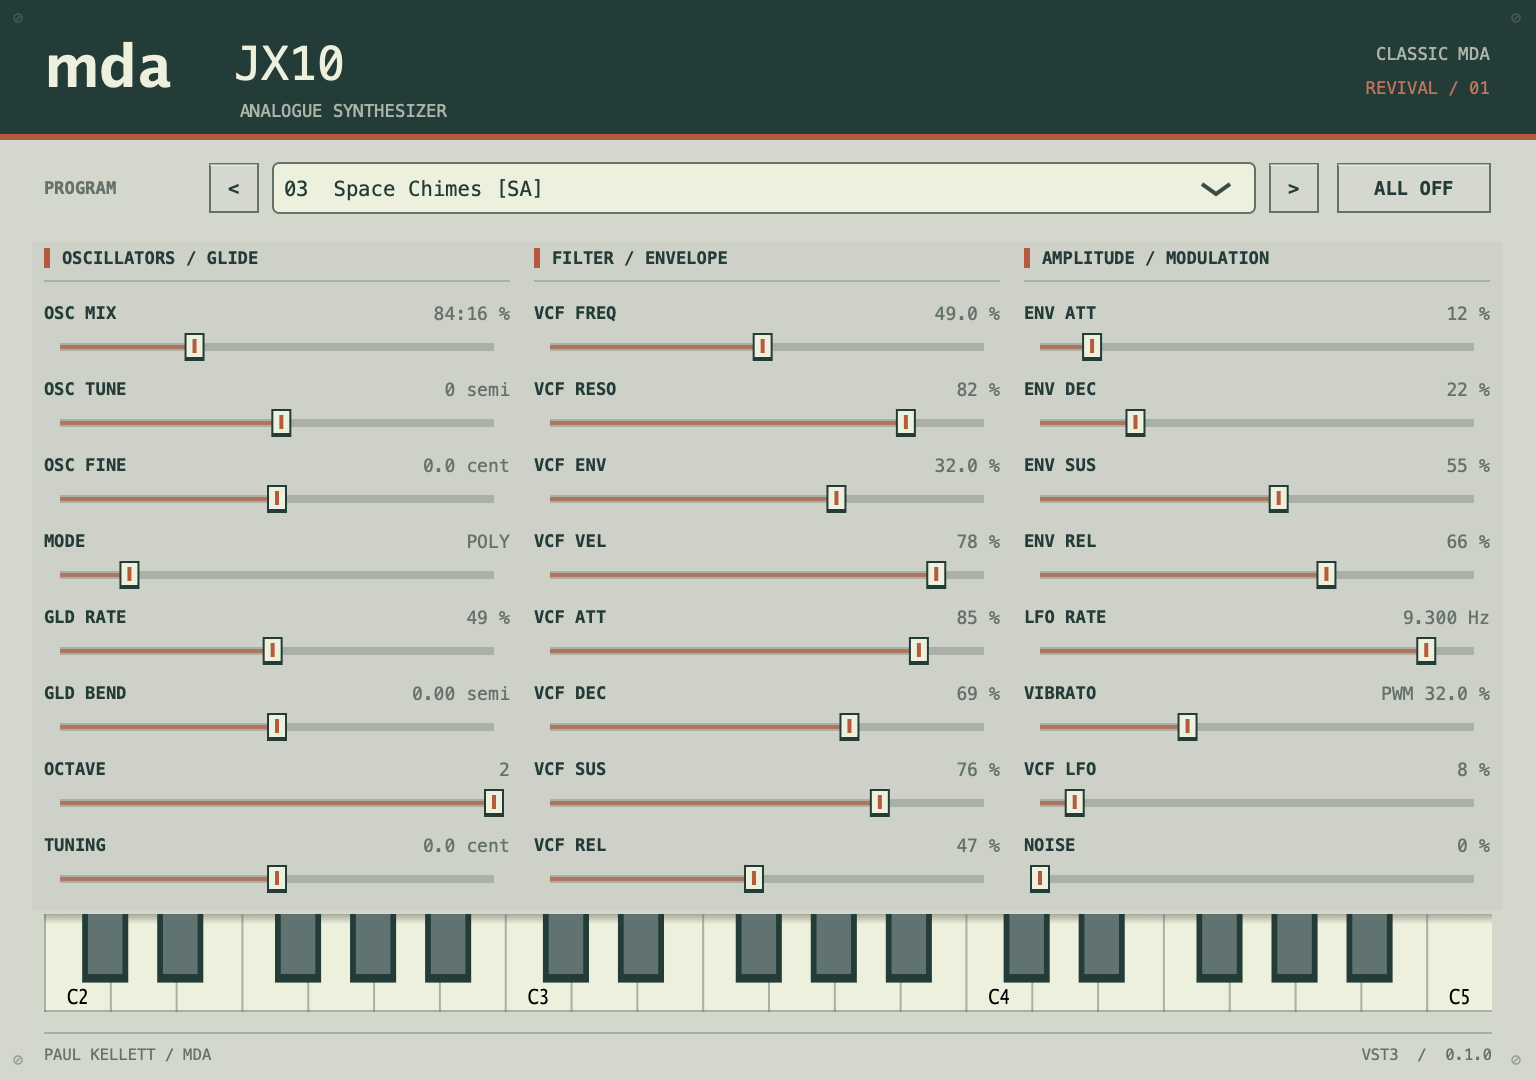 mda
JX10
ANALOGUE SYNTHESIZER
CLASSIC MDA
REVIVAL / 01
PROGRAM
<
03 Space Chimes [SA]
>
ALL OFF
OSCILLATORS / GLIDE
OSC MIX 84:16 %
OSC TUNE 0 semi
OSC FINE 0.0 cent
MODE POLY
GLD RATE 49 %
GLD BEND 0.00 semi
OCTAVE 2
TUNING 0.0 cent
FILTER / ENVELOPE
VCF FREQ 49.0 %
VCF RESO 82 %
VCF ENV 32.0 %
VCF VEL 78 %
VCF ATT 85 %
VCF DEC 69 %
VCF SUS 76 %
VCF REL 47 %
AMPLITUDE / MODULATION
ENV ATT 12 %
ENV DEC 22 %
ENV SUS 55 %
ENV REL 66 %
LFO RATE 9.300 Hz
VIBRATO PWM 32.0 %
VCF LFO 8 %
NOISE 0 %
C2 C3 C4 C5
PAUL KELLETT / MDA
VST3 / 0.1.0